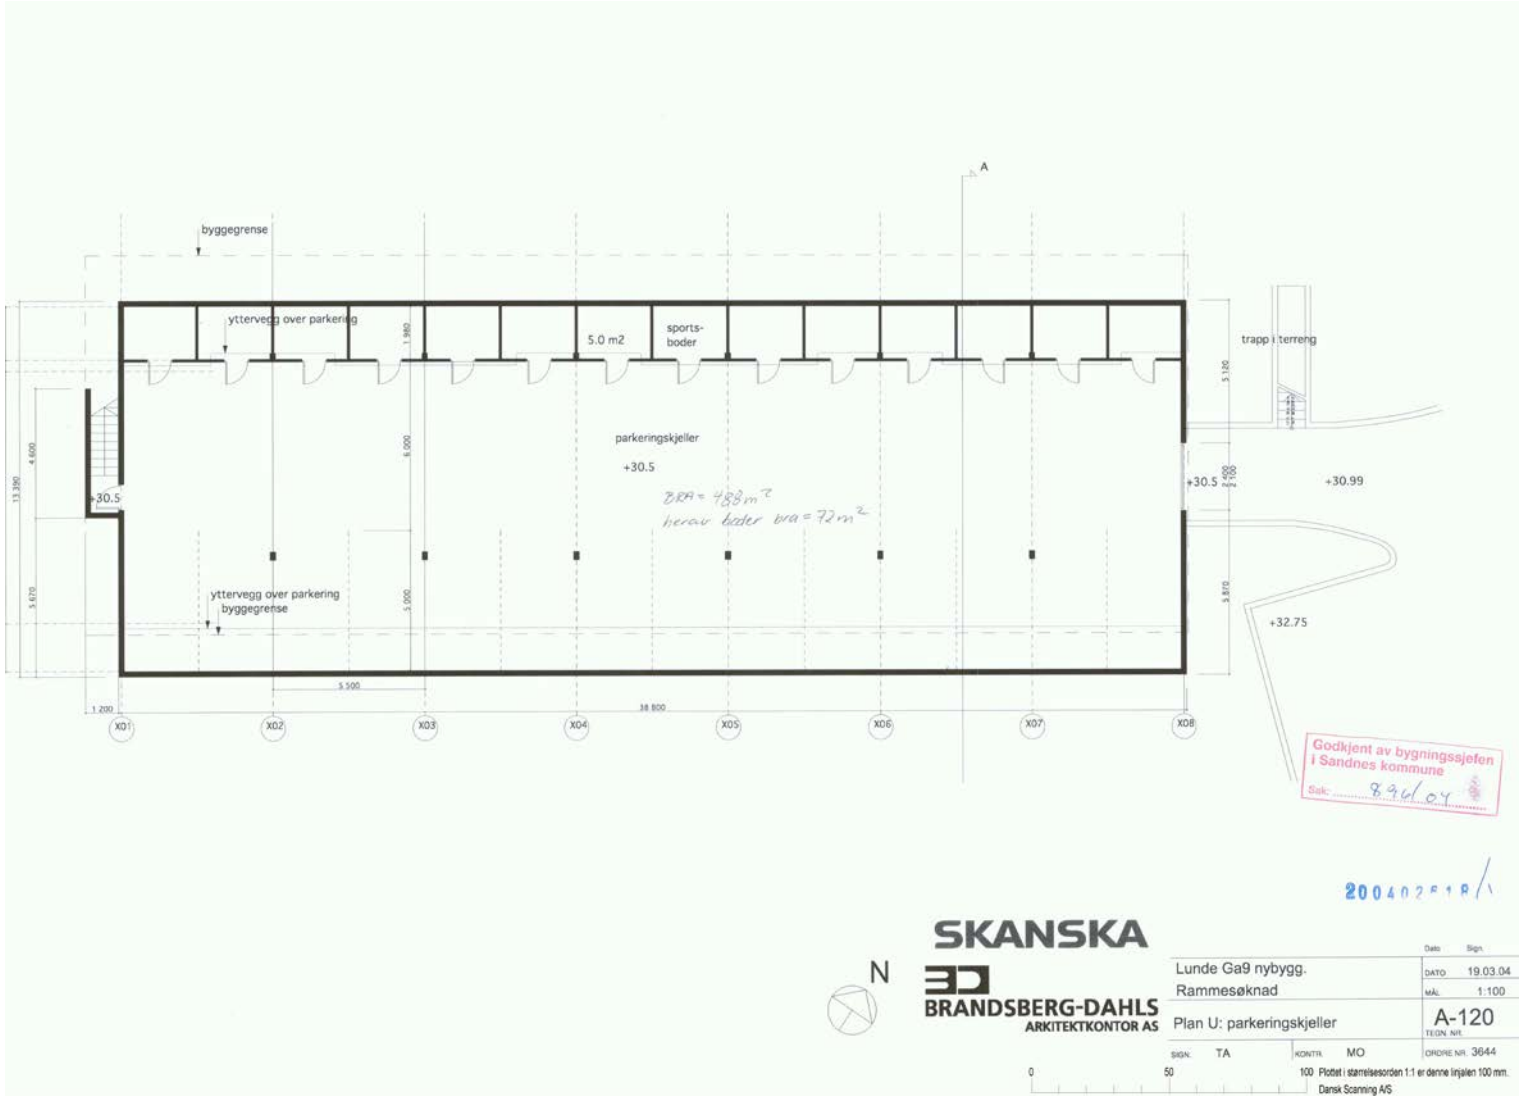 A
byggegrense
yttervegg over parkering
1 980
5.0 m2
sports-
boder
trapp i terreng
5 120
4 600
13 390
6 000
parkeringskjeller
+30.5
+30.5
+30.5
2 400
2 100
+30.99
BRA = 488 m²
herav boder bra = 72 m²
5 670
yttervegg over parkering
byggegrense
5 000
5 870
+32.75
5 500
1 200
38 800
X01
X02
X03
X04
X05
X06
X07
X08
Godkjent av bygningssjefen
i Sandnes kommune
Sak: 896/04
SKANSKA
N
BRANDSBERG-DAHLS
ARKITEKTKONTOR AS
Dato Sign.
Lunde Ga9 nybygg.
DATO 19.03.04
Rammesøknad
MÅL 1:100
Plan U: parkeringskjeller
A-120
TEGN. NR.
SIGN. TA KONTR. MO ORDRE NR. 3644
0 50 100 Plottet i størrelsesorden 1:1 er denne linjalen 100 mm.
Dansk Scanning A/S